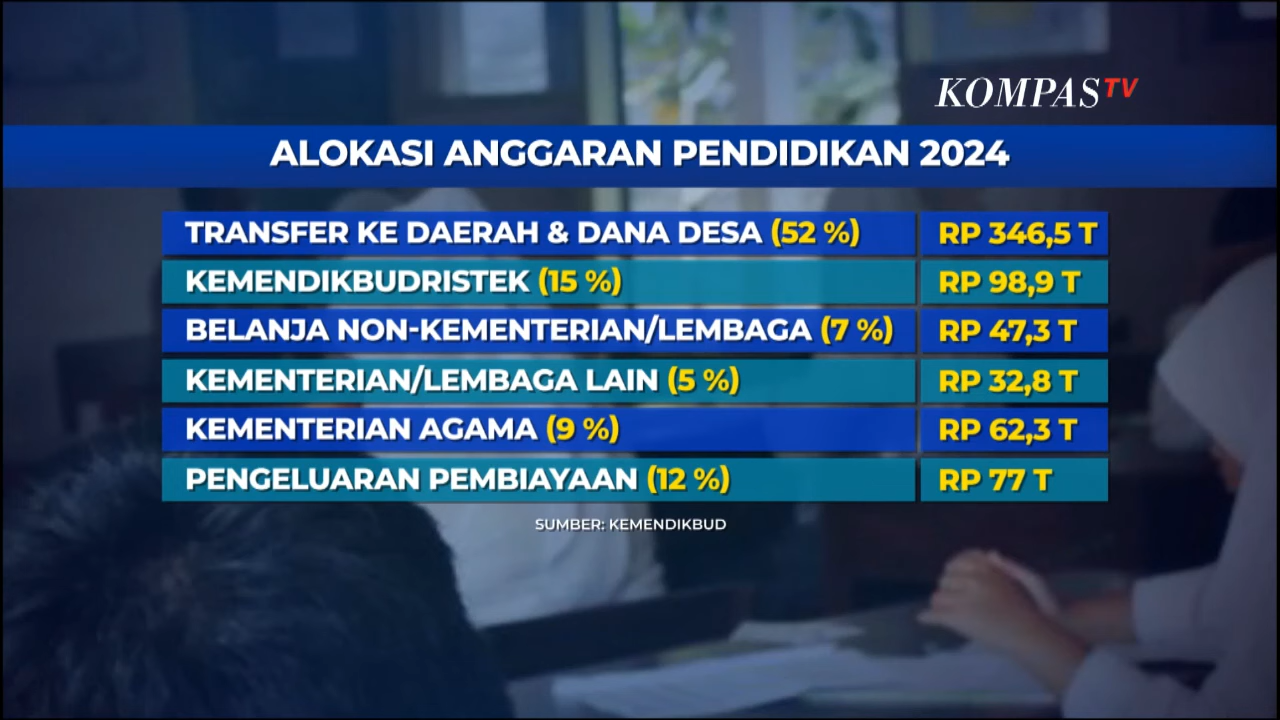 KOMPASTV
ALOKASI ANGGARAN PENDIDIKAN 2024
TRANSFER KE DAERAH & DANA DESA (52 %) RP 346,5 T
KEMENDIKBUDRISTEK (15 %) RP 98,9 T
BELANJA NON-KEMENTERIAN/LEMBAGA (7 %) RP 47,3 T
KEMENTERIAN/LEMBAGA LAIN (5 %) RP 32,8 T
KEMENTERIAN AGAMA (9 %) RP 62,3 T
PENGELUARAN PEMBIAYAAN (12 %) RP 77 T
SUMBER: KEMENDIKBUD